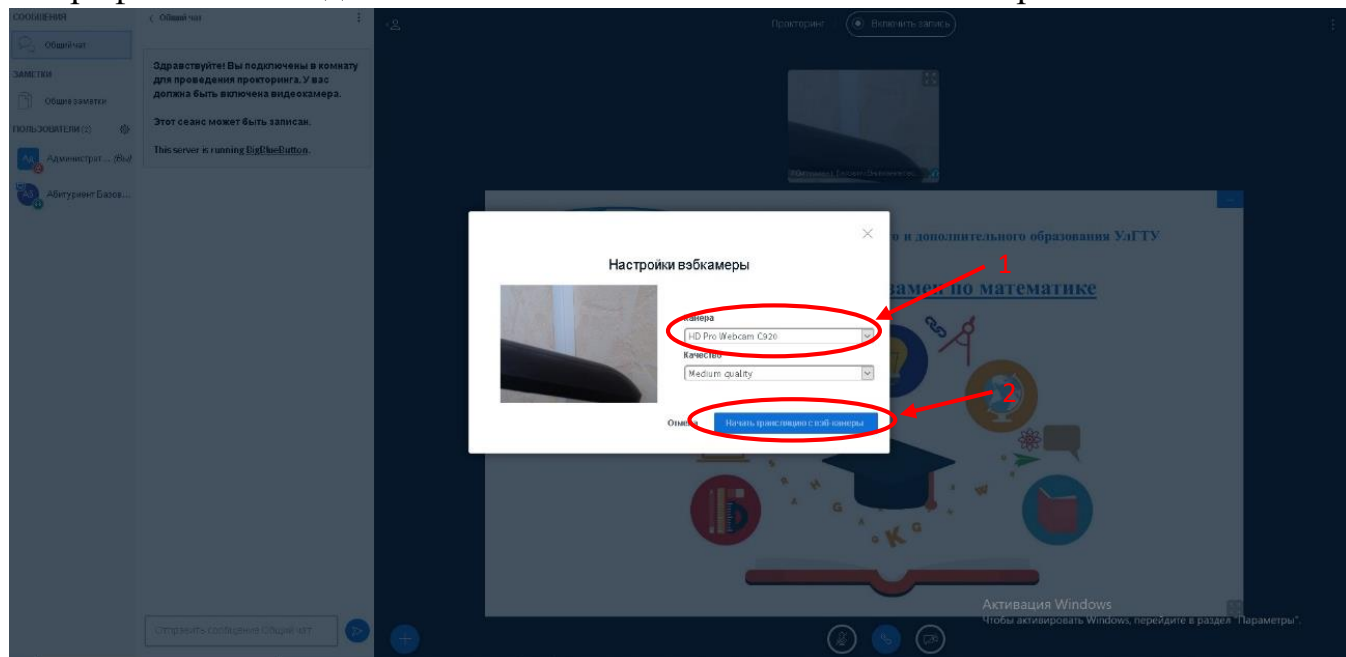 СООБЩЕНИЯ
Общий чат
ЗАМЕТКИ
Общие заметки
ПОЛЬЗОВАТЕЛИ (2)
Администрат... (Вы)
Абитуриент Базов...
Общий чат
Здравствуйте! Вы подключены в комнату
для проведения прокторинга. У вас
должна быть включена видеокамера.
Этот сеанс может быть записан.
This server is running BigBlueButton.
Отправить сообщение Общий чат
Прокторинг
Включить запись
о и дополнительного образования УлГТУ
замен по математике
Настройки вэбкамеры
Камера
HD Pro Webcam C920
Качество
Medium quality
Отмена
Начать трансляцию с вэб-камеры
1
2
Активация Windows
Чтобы активировать Windows, перейдите в раздел "Параметры".